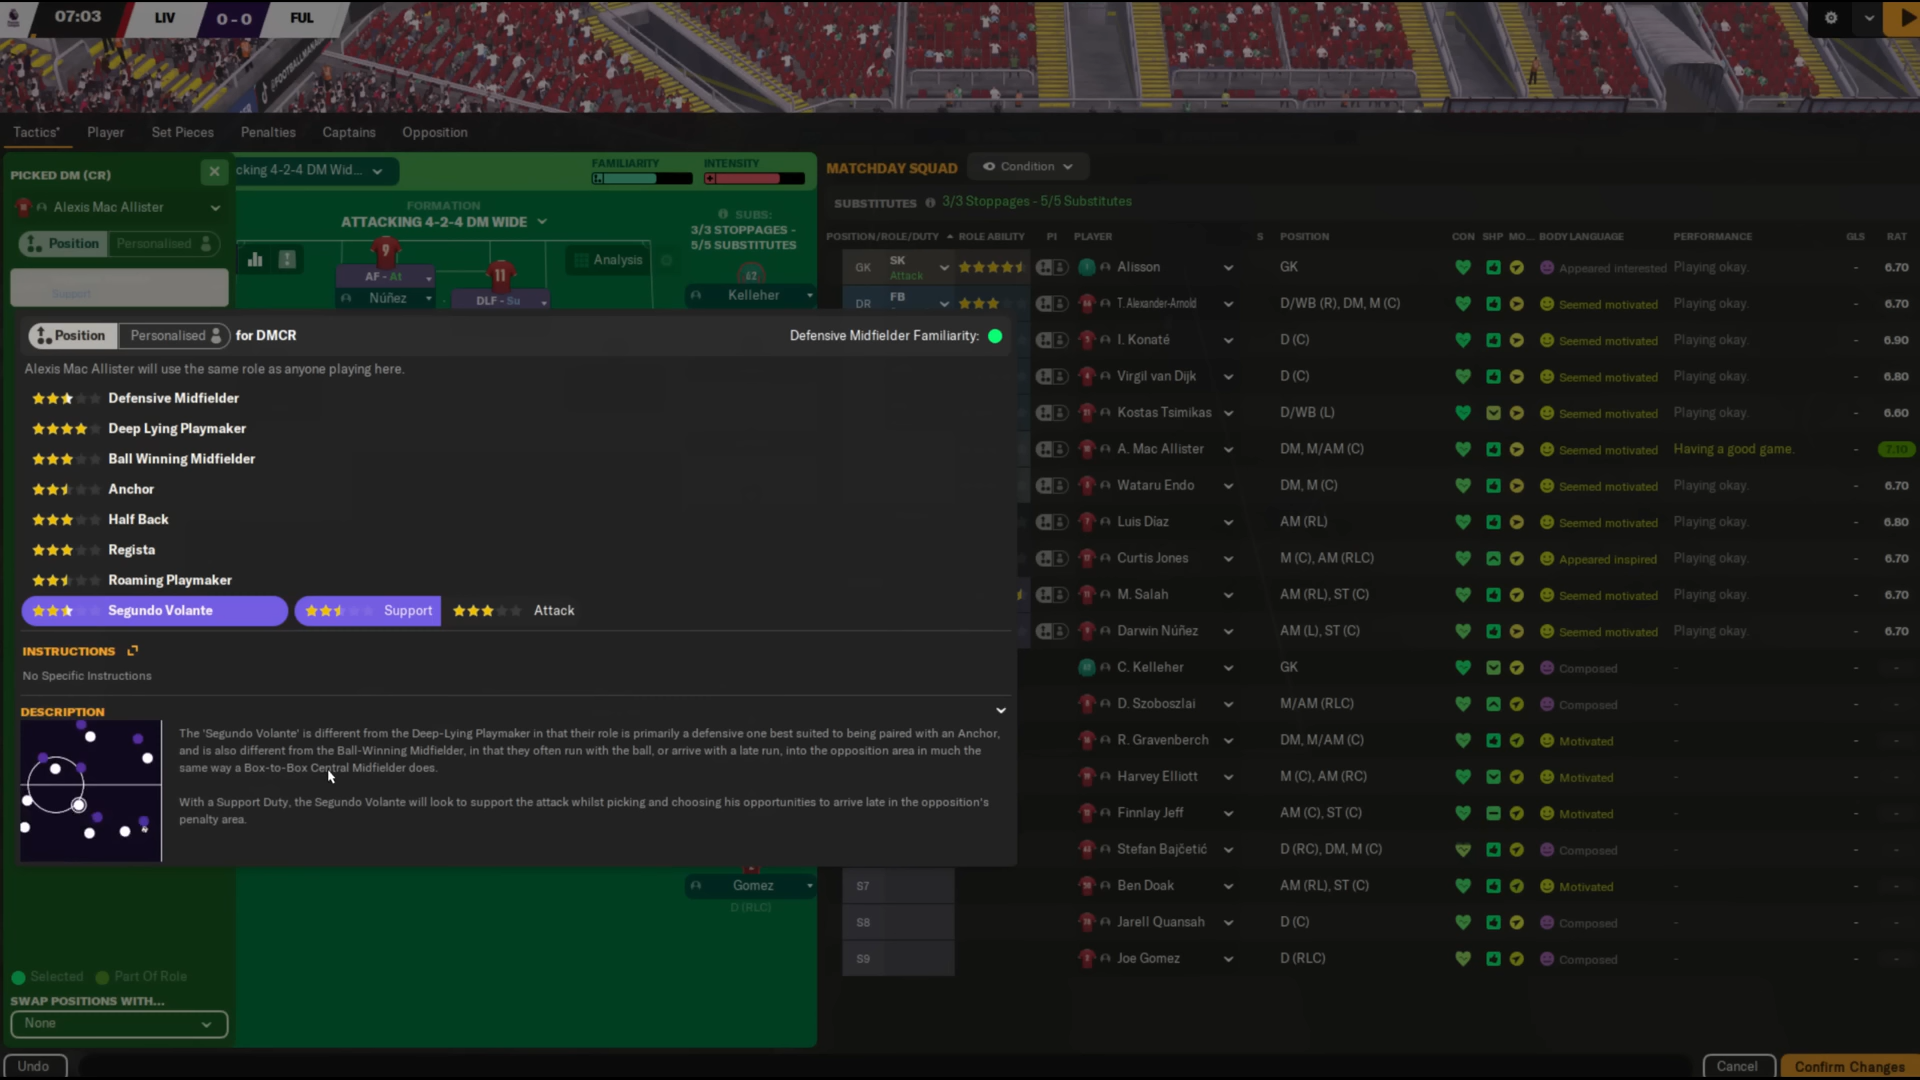 07:03 LIV 0 - 0 FUL
@FOOTBALLMAN
Tactics* Player Set Pieces Penalties Captains Opposition
PICKED DM (CR)
Alexis Mac Allister
Position Personalised
Support
cking 4-2-4 DM Wid...
FAMILIARITY INTENSITY
FORMATION
ATTACKING 4-2-4 DM WIDE
SUBS:
3/3 STOPPAGES -
5/5 SUBSTITUTES
Analysis
9
AF - At
Núñez
11
DLF - Su
62
Kelleher
Position Personalised for DMCR Defensive Midfielder Familiarity:
Alexis Mac Allister will use the same role as anyone playing here.
Defensive Midfielder
Deep Lying Playmaker
Ball Winning Midfielder
Anchor
Half Back
Regista
Roaming Playmaker
Segundo Volante Support Attack
INSTRUCTIONS
No Specific Instructions
DESCRIPTION
The 'Segundo Volante' is different from the Deep-Lying Playmaker in that their role is primarily a defensive one best suited to being paired with an Anchor,
and is also different from the Ball-Winning Midfielder, in that they often run with the ball, or arrive with a late run, into the opposition area in much the
same way a Box-to-Box Central Midfielder does.
With a Support Duty, the Segundo Volante will look to support the attack whilst picking and choosing his opportunities to arrive late in the opposition's
penalty area.
Gomez
D (RLC)
Selected Part Of Role
SWAP POSITIONS WITH...
None
Undo
MATCHDAY SQUAD Condition
SUBSTITUTES 3/3 Stoppages - 5/5 Substitutes
POSITION/ROLE/DUTY ROLE ABILITY PI PLAYER S POSITION CON SHP MO... BODY LANGUAGE PERFORMANCE GLS RAT
GK SK Attack Alisson GK Appeared interested Playing okay. - 6.70
DR FB T. Alexander-Arnold D/WB (R), DM, M (C) Seemed motivated Playing okay. - 6.70
I. Konaté D (C) Seemed motivated Playing okay. - 6.90
Virgil van Dijk D (C) Seemed motivated Playing okay. - 6.80
Kostas Tsimikas D/WB (L) Seemed motivated Playing okay. - 6.60
A. Mac Allister DM, M/AM (C) Seemed motivated Having a good game. - 7.10
Wataru Endo DM, M (C) Seemed motivated Playing okay. - 6.70
Luis Díaz AM (RL) Seemed motivated Playing okay. - 6.80
Curtis Jones M (C), AM (RLC) Appeared inspired Playing okay. - 6.70
M. Salah AM (RL), ST (C) Seemed motivated Playing okay. - 6.70
Darwin Núñez AM (L), ST (C) Seemed motivated Playing okay. - 6.70
C. Kelleher GK Composed - - -
D. Szoboszlai M/AM (RLC) Composed - - -
R. Gravenberch DM, M/AM (C) Motivated - - -
Harvey Elliott M (C), AM (RC) Motivated - - -
Finnlay Jeff AM (C), ST (C) Motivated - - -
Stefan Bajčetić D (RC), DM, M (C) Composed - - -
S7 Ben Doak AM (RL), ST (C) Motivated - - -
S8 Jarell Quansah D (C) Composed - - -
S9 Joe Gomez D (RLC) Composed - - -
Cancel Confirm Changes